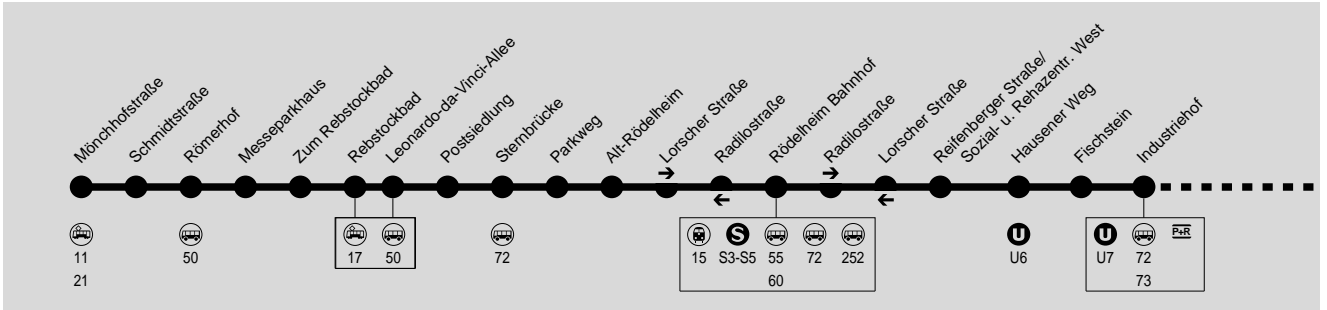 Mönchhofstraße
Schmidtstraße
Römerhof
Messeparkhaus
Zum Rebstockbad
Rebstockbad
Leonardo-da-Vinci-Allee
Postsiedlung
Sternbrücke
Parkweg
Alt-Rödelheim
Lorscher Straße
Radilostraße
Rödelheim Bahnhof
Radilostraße
Lorscher Straße
Reifenberger Straße/
Sozial- u. Rehazentr. West
Hausener Weg
Fischstein
Industriehof
11
21
50
17
50
72
15
S
S3-S5
55
60
72
252
U
U6
U
U7
72
73
P+R